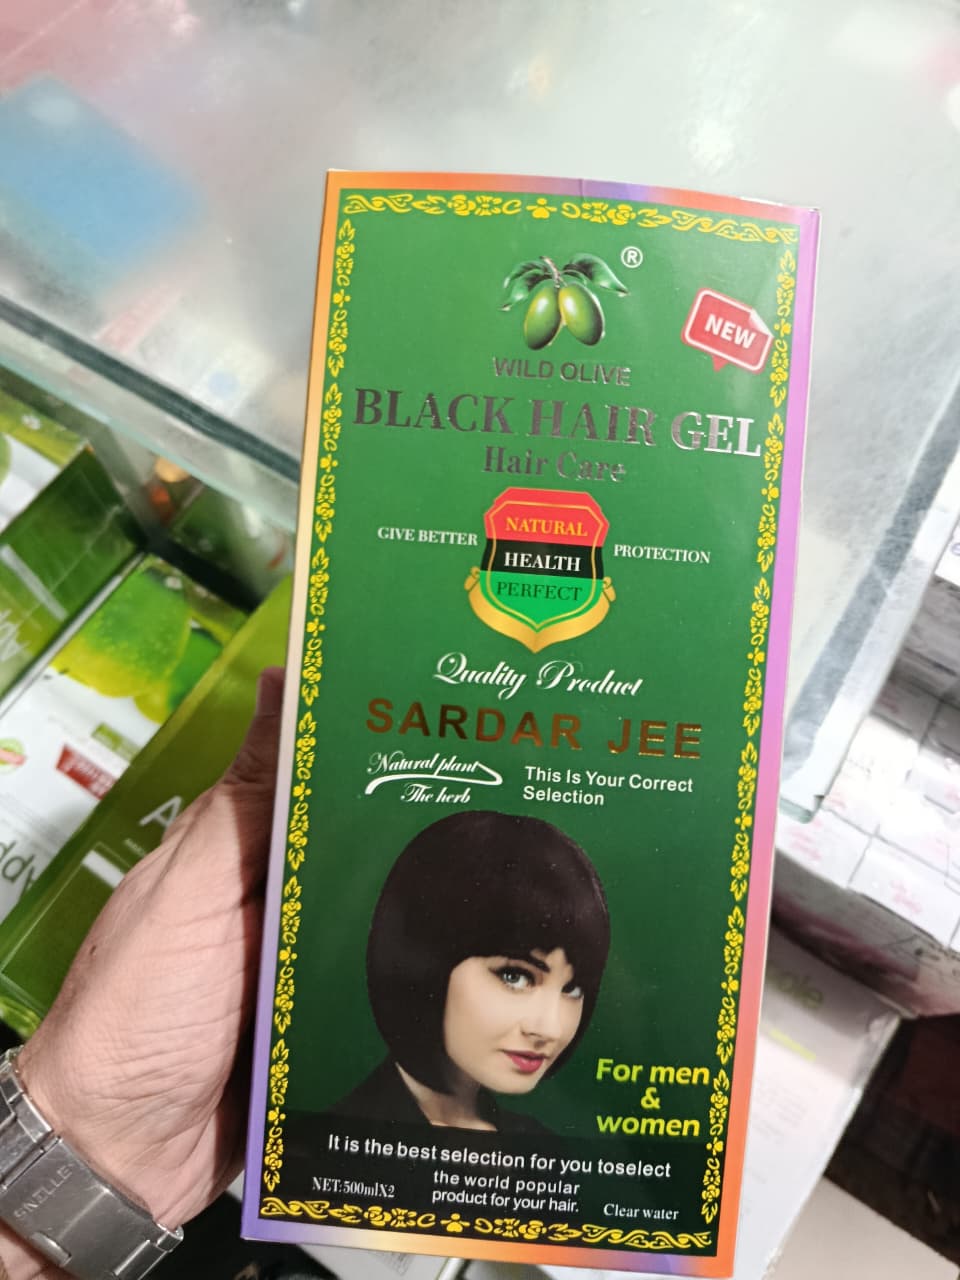 ®
NEW
WILD OLIVE
BLACK HAIR GEL
Hair Care
GIVE BETTER
NATURAL
HEALTH
PERFECT
PROTECTION
Quality Product
SARDAR JEE
Natural plant
The herb
This Is Your Correct
Selection
For men
&
women
It is the best selection for you toselect
the world popular
product for your hair.
NET:500mlX2
Clear water